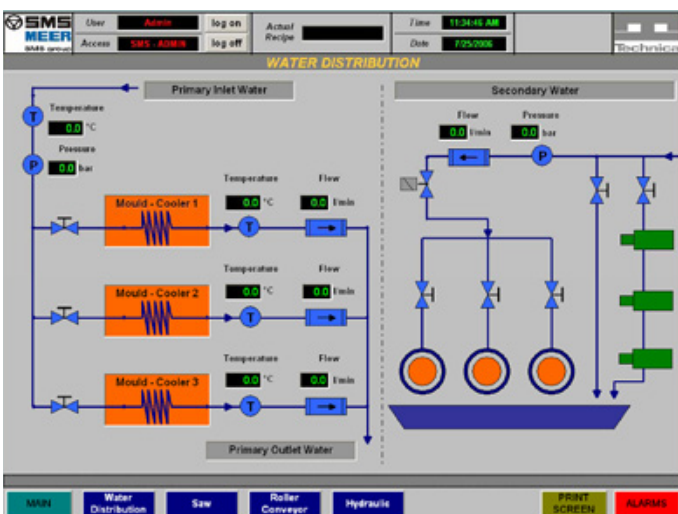 SMS User Admin log on Actual Recipe Time 11:34:46 AM
MEER
SMS group Access SMS - ADMIN log off Date 7/25/2006 Technica
WATER DISTRIBUTION
Primary Inlet Water
Secondary Water
Temperature
T 0.0 °C
Pressure
P 0.0 bar
Flow Pressure
0.0 l/min 0.0 bar
P
Temperature Flow
Mould - Cooler 1 0.0 °C 0.0 l/min
T
Temperature Flow
Mould - Cooler 2 0.0 °C 0.0 l/min
T
Temperature Flow
Mould - Cooler 3 0.0 °C 0.0 l/min
T
Primary Outlet Water
MAIN
Water Distribution
Saw
Roller Conveyor
Hydraulic
PRINT SCREEN
ALARMS